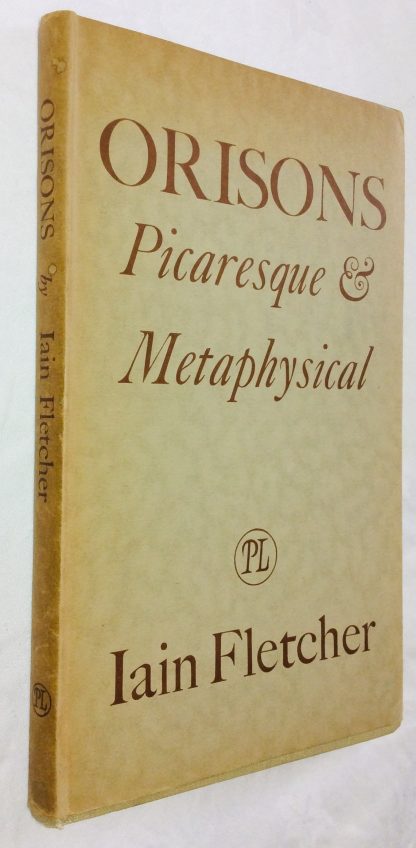 ORISONS
Picaresque &
Metaphysical
PL
Iain Fletcher
ORISONS by Iain Fletcher
PL